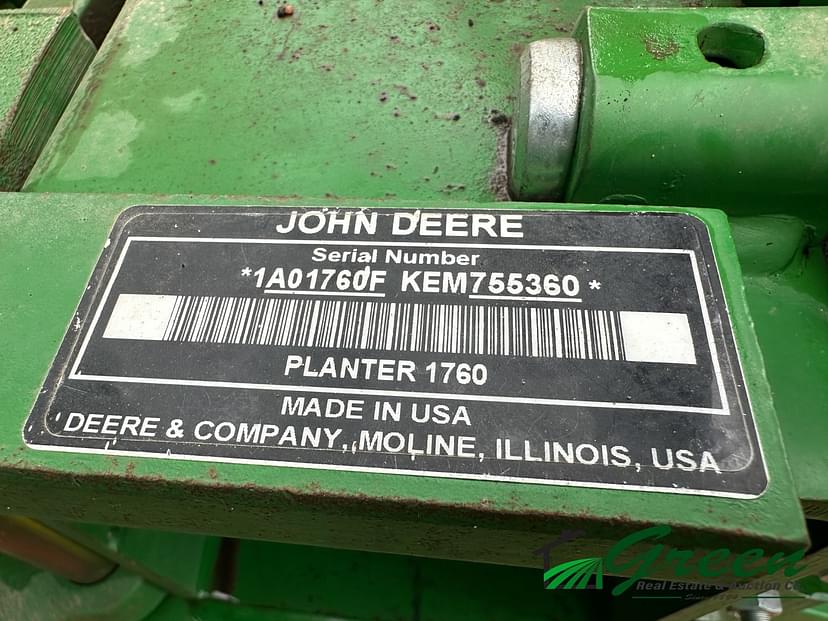 JOHN DEERE
Serial Number
*1A01760F KEM755360*
PLANTER 1760
MADE IN USA
DEERE & COMPANY, MOLINE, ILLINOIS, USA
Green
Real Estate & Auction Co.